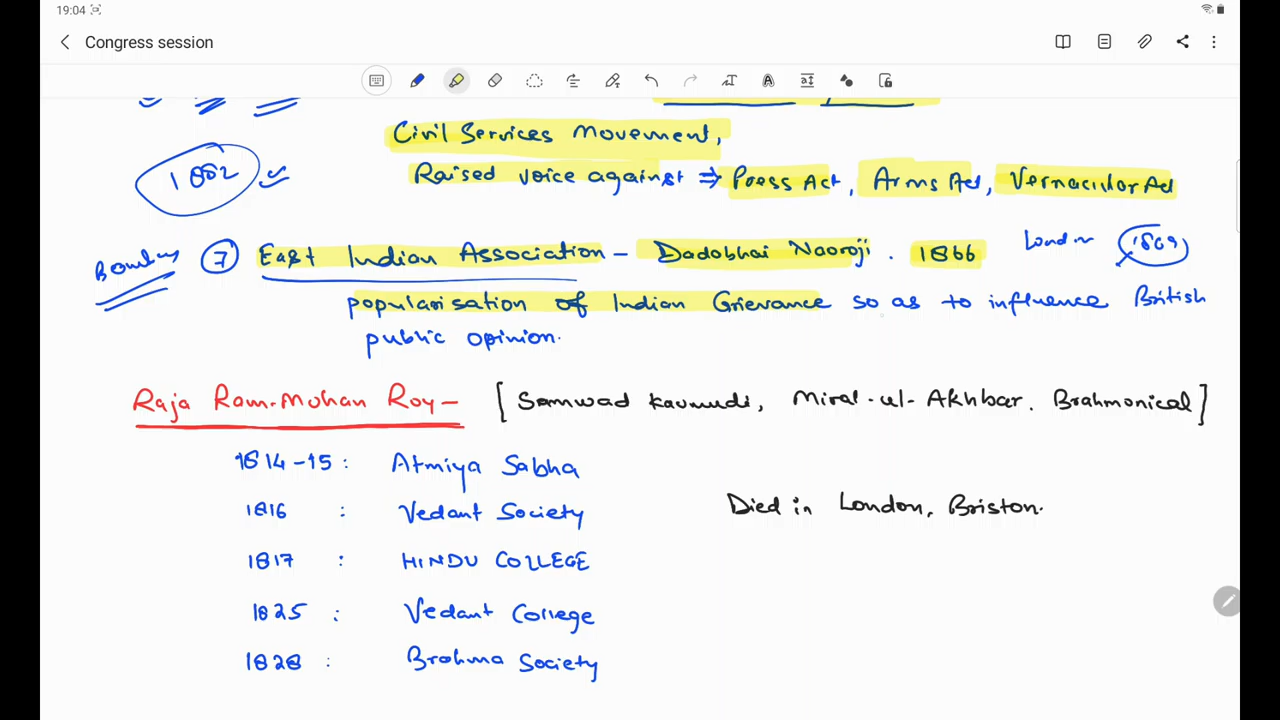 19:04
Congress session
Civil Services Movement,
1882
Raised voice against ⇒ Press Act, Arms Act, Vernacular Act
Bombay 7 East Indian Association - Dadobhai Naoroji. 1866 London 1869
popularisation of Indian Grievance so as to influence British
public opinion.
Raja Ram-Mohan Roy - [Samwad Kaumudi, Miral-ul-Akhbar. Brahmonical]
1814-15 : Atmiya Sabha
1816 : Vedant Society
Died in London, Briston.
1817 : HINDU COLLEGE
1825 : Vedant College
1828 : Brahma Society